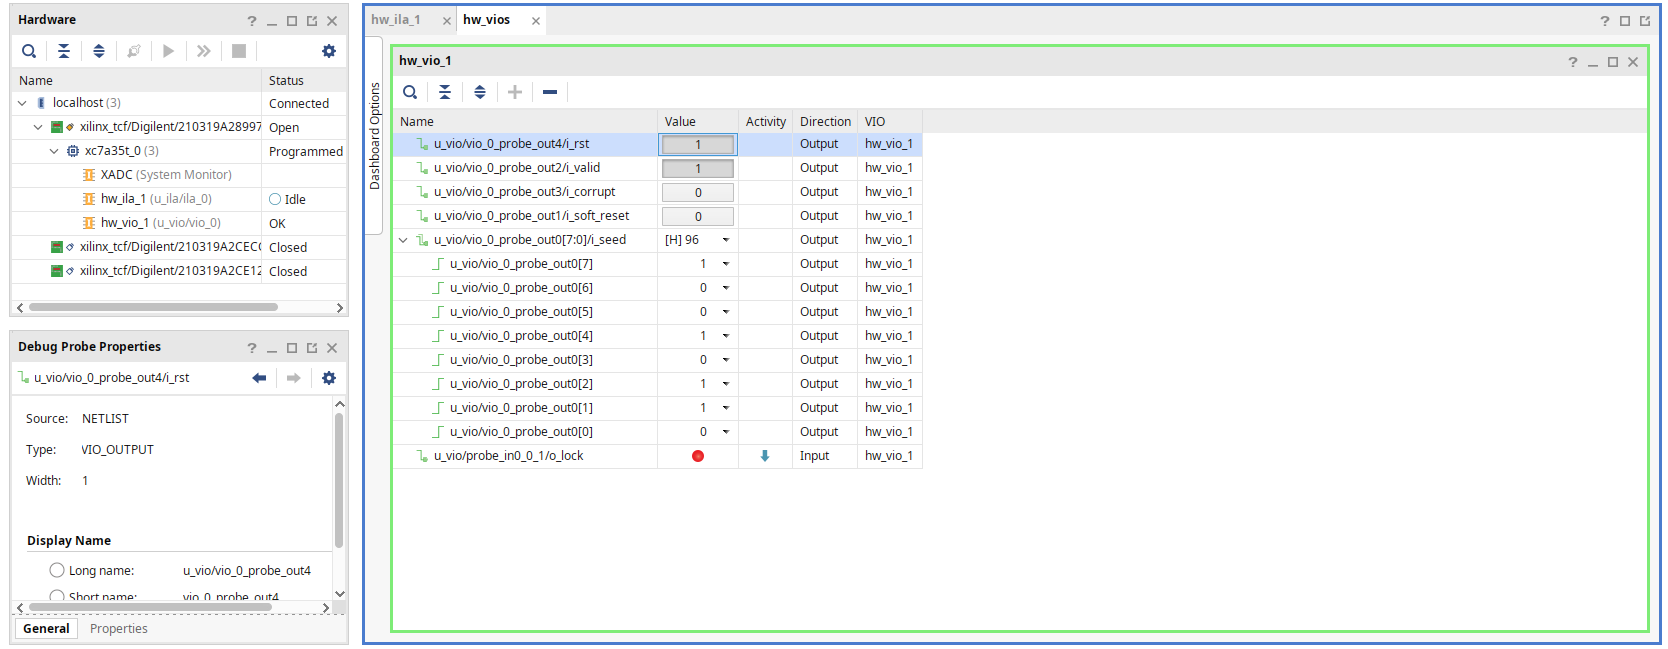 Hardware
Name Status
localhost (3) Connected
xilinx_tcf/Digilent/210319A28997 Open
xc7a35t_0 (3) Programmed
XADC (System Monitor)
hw_ila_1 (u_ila/ila_0) Idle
hw_vio_1 (u_vio/vio_0) OK
xilinx_tcf/Digilent/210319A2CEC Closed
xilinx_tcf/Digilent/210319A2CE12 Closed
Debug Probe Properties
u_vio/vio_0_probe_out4/i_rst
Source: NETLIST
Type: VIO_OUTPUT
Width: 1
Display Name
Long name: u_vio/vio_0_probe_out4
Short name: vio_0_probe_out4
General Properties
hw_ila_1 hw_vios
Dashboard Options
hw_vio_1
Name Value Activity Direction VIO
u_vio/vio_0_probe_out4/i_rst 1 Output hw_vio_1
u_vio/vio_0_probe_out2/i_valid 1 Output hw_vio_1
u_vio/vio_0_probe_out3/i_corrupt 0 Output hw_vio_1
u_vio/vio_0_probe_out1/i_soft_reset 0 Output hw_vio_1
u_vio/vio_0_probe_out0[7:0]/i_seed [H] 96 Output hw_vio_1
u_vio/vio_0_probe_out0[7] 1 Output hw_vio_1
u_vio/vio_0_probe_out0[6] 0 Output hw_vio_1
u_vio/vio_0_probe_out0[5] 0 Output hw_vio_1
u_vio/vio_0_probe_out0[4] 1 Output hw_vio_1
u_vio/vio_0_probe_out0[3] 0 Output hw_vio_1
u_vio/vio_0_probe_out0[2] 1 Output hw_vio_1
u_vio/vio_0_probe_out0[1] 1 Output hw_vio_1
u_vio/vio_0_probe_out0[0] 0 Output hw_vio_1
u_vio/probe_in0_0_1/o_lock Input hw_vio_1